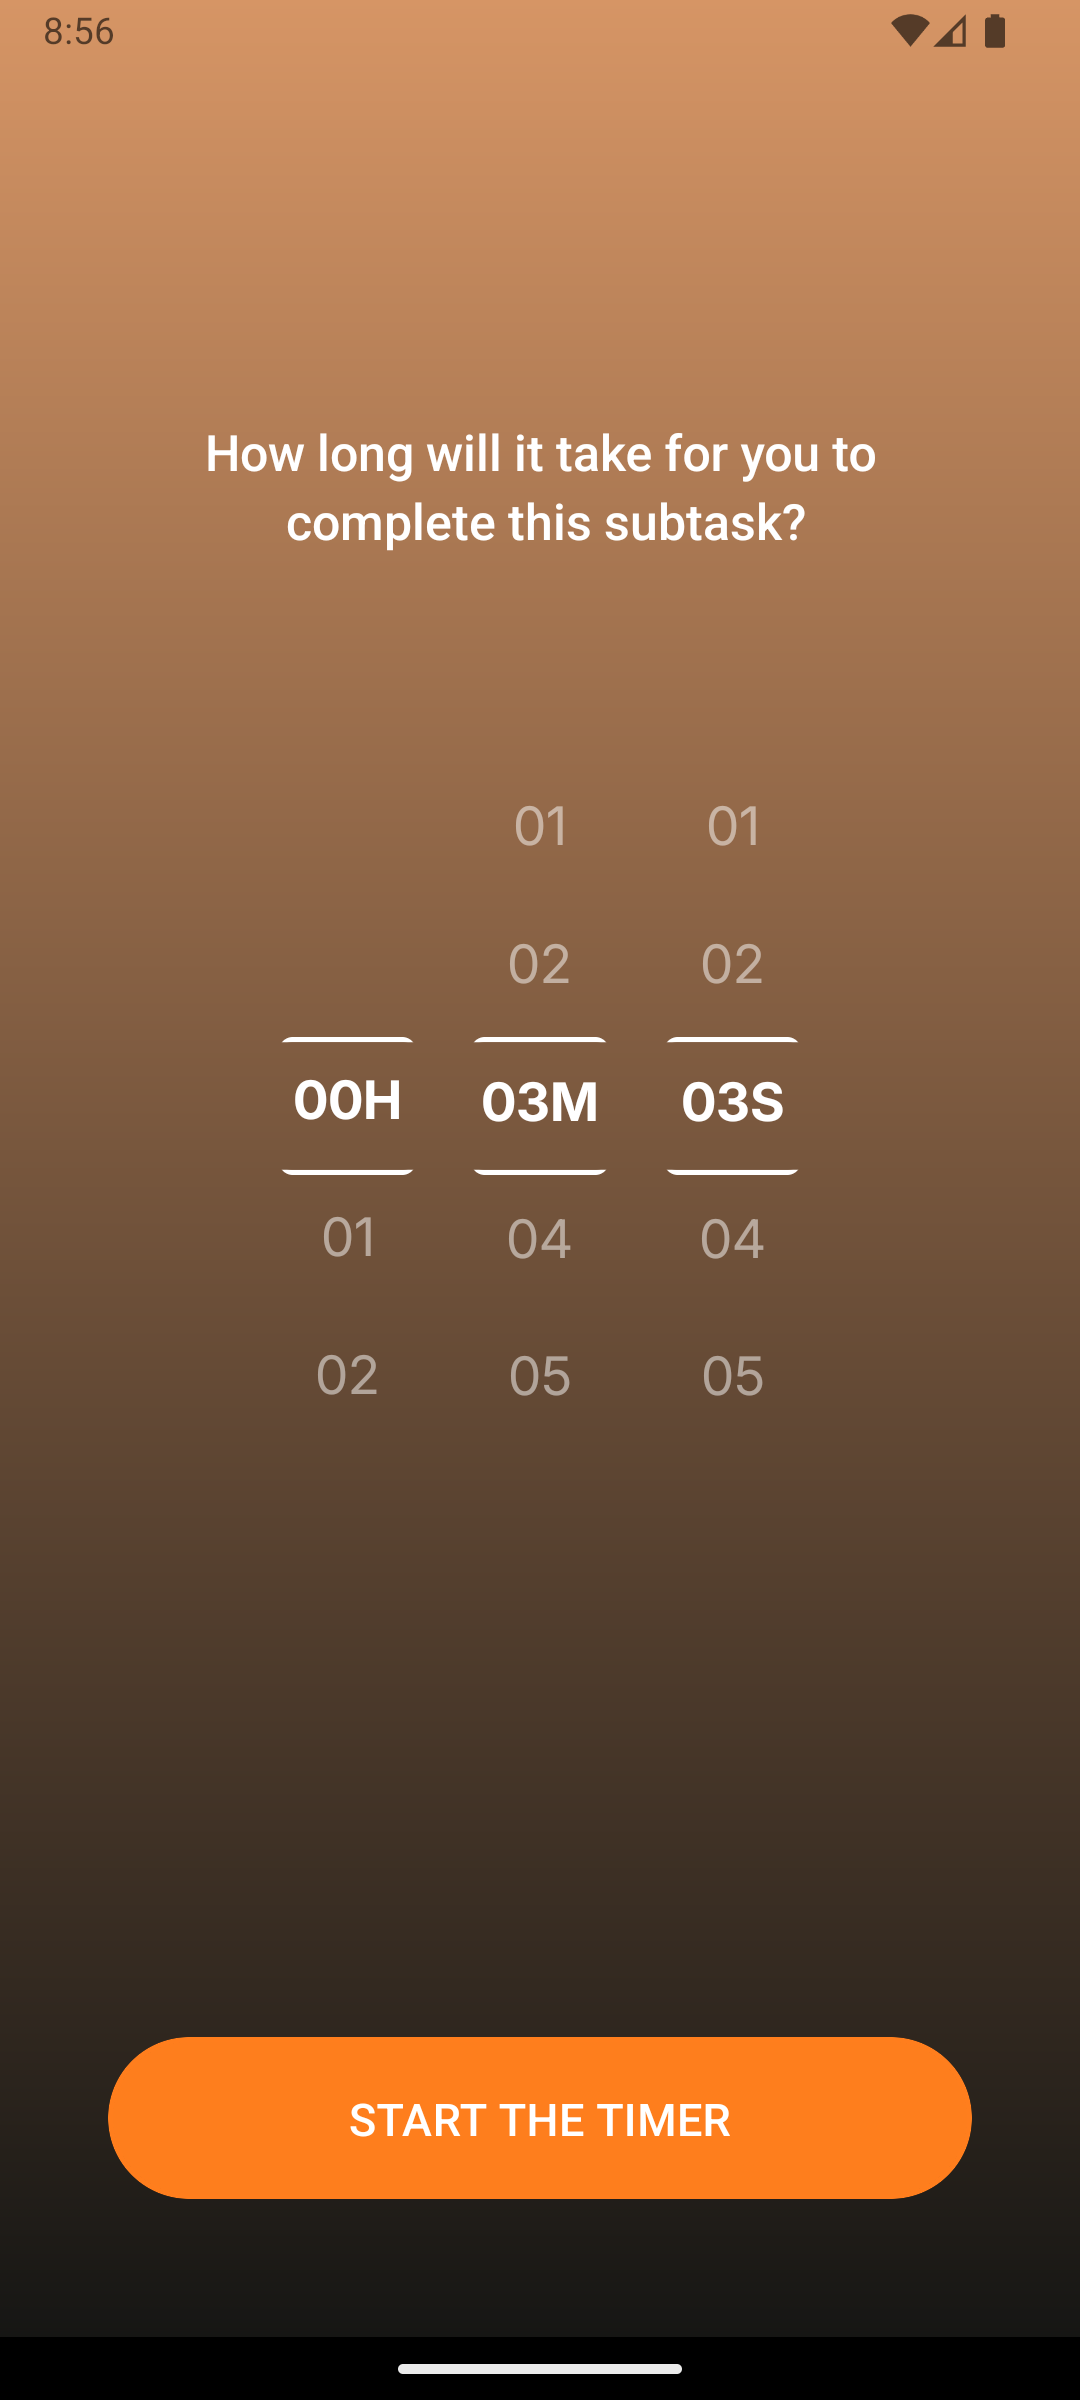 8:56
How long will it take for you to
complete this subtask?
01 01
02 02
00H 03M 03S
01 04 04
02 05 05
START THE TIMER